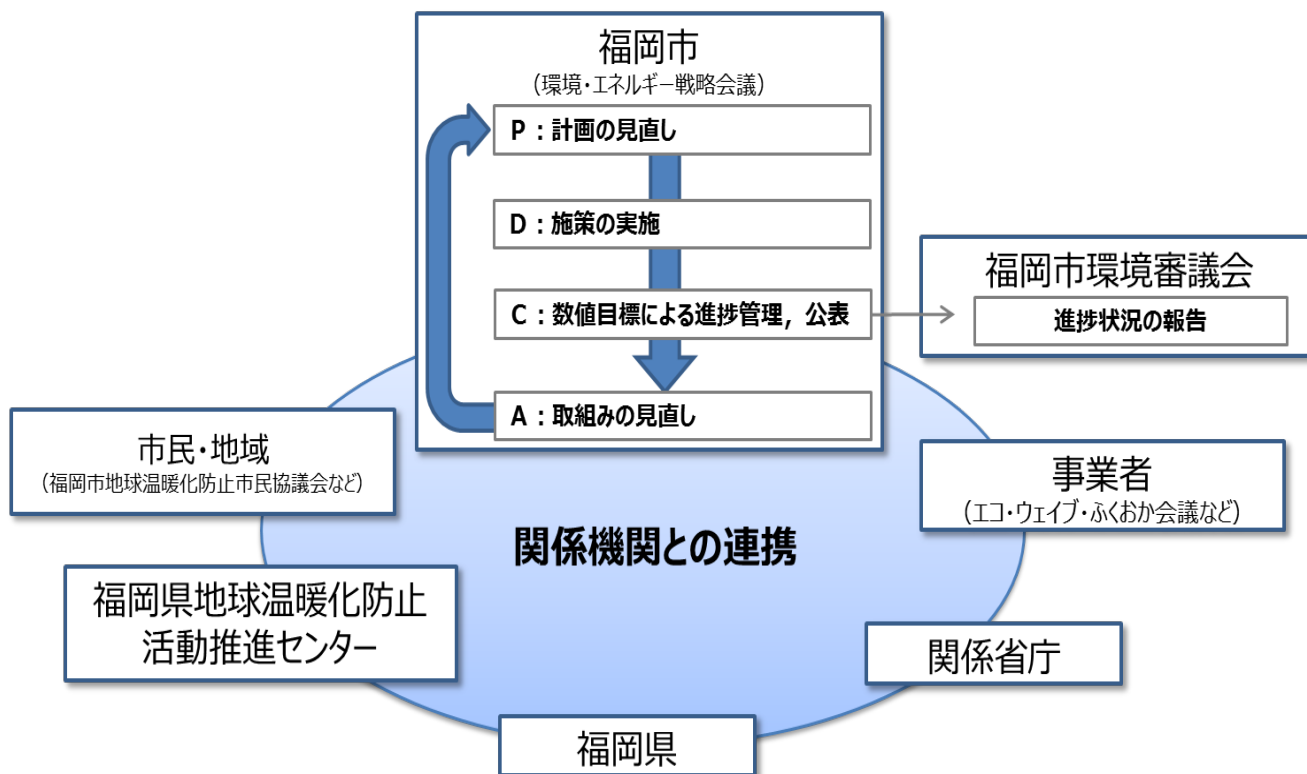 福岡市
（環境・エネルギー戦略会議）
P：計画の見直し
D：施策の実施
C：数値目標による進捗管理，公表
A：取組みの見直し
福岡市環境審議会
進捗状況の報告
市民・地域
（福岡市地球温暖化防止市民協議会など）
事業者
（エコ・ウェイブ・ふくおか会議など）
関係機関との連携
福岡県地球温暖化防止
活動推進センター
関係省庁
福岡県